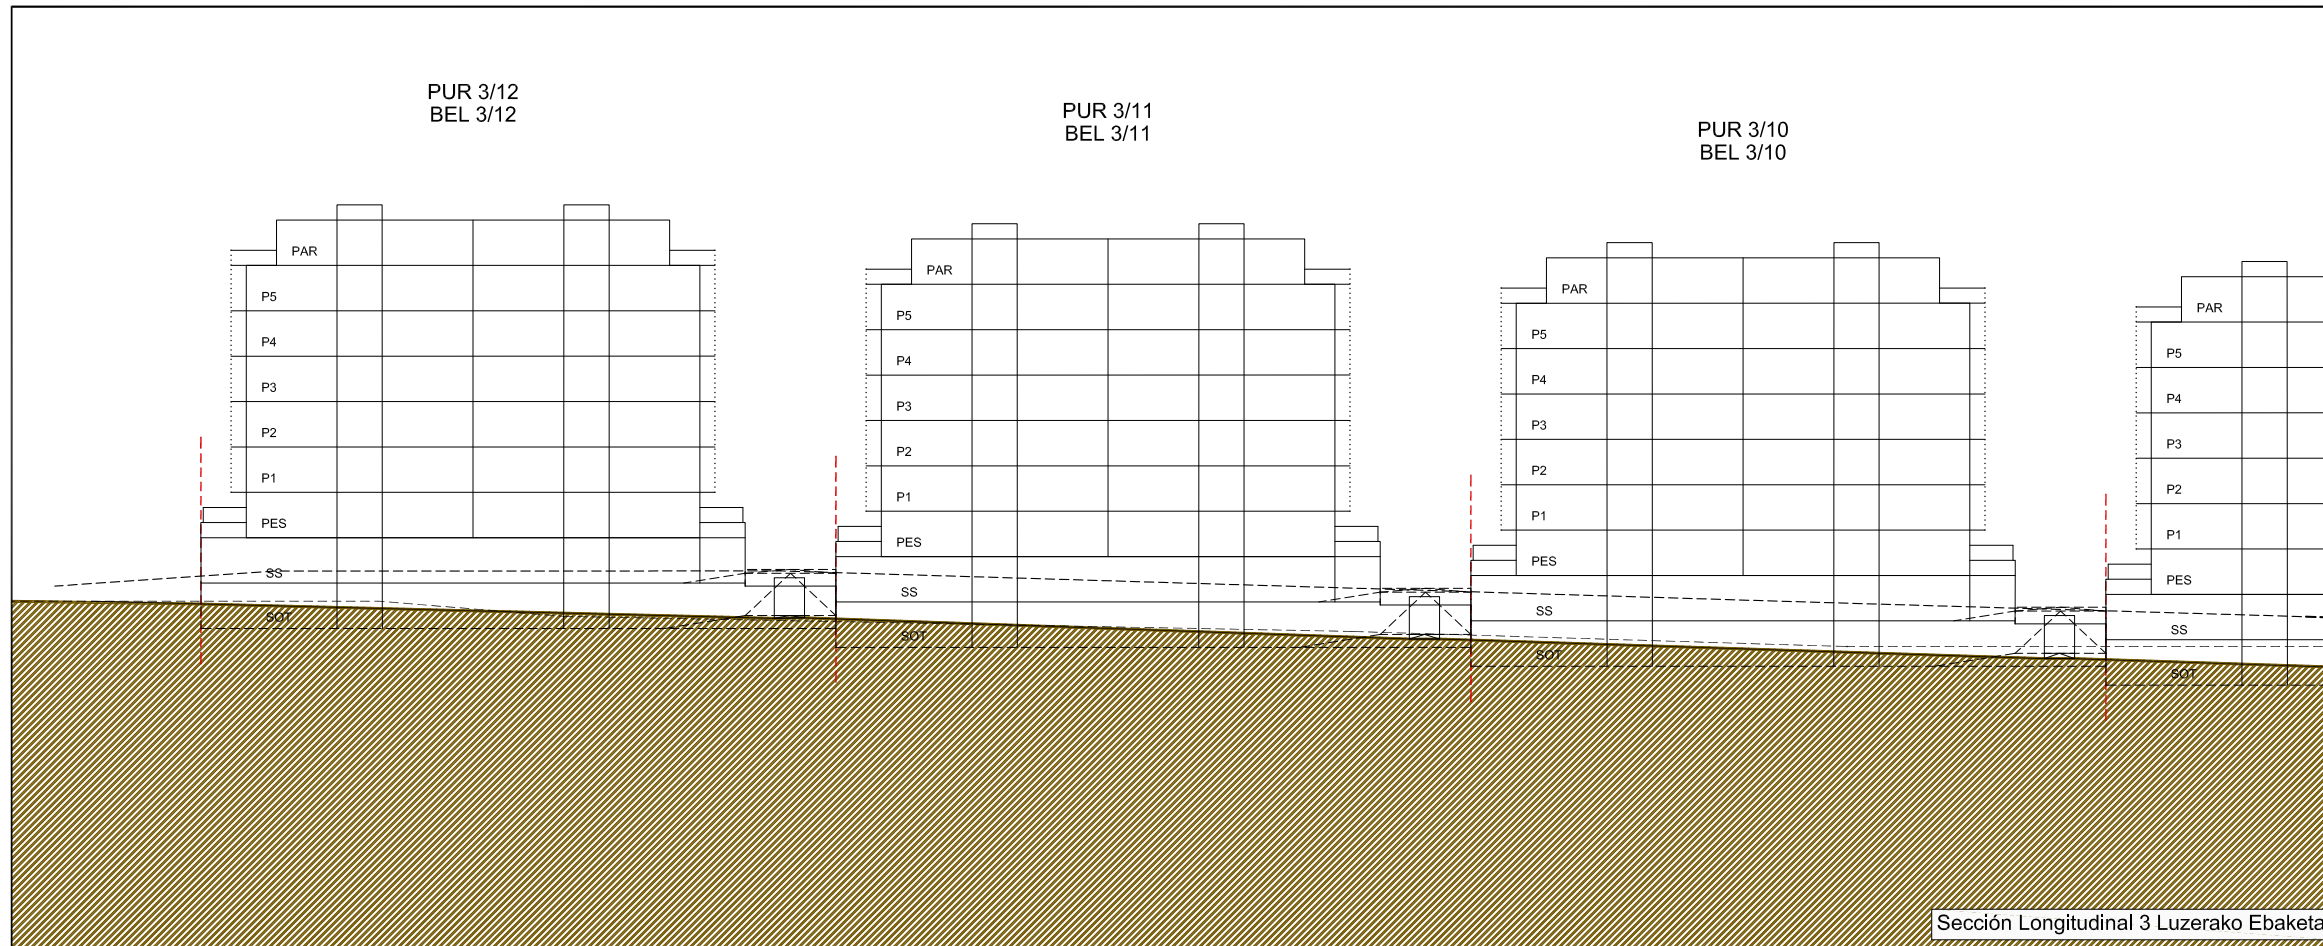 PUR 3/12
BEL 3/12
PUR 3/11
BEL 3/11
PUR 3/10
BEL 3/10
PAR
P5
P4
P3
P2
P1
PES
SS
SOT
PAR
P5
P4
P3
P2
P1
PES
SS
SOT
PAR
P5
P4
P3
P2
P1
PES
SS
SOT
PAR
P5
P4
P3
P2
P1
PES
SS
SOT
Sección Longitudinal 3 Luzerako Ebaketa